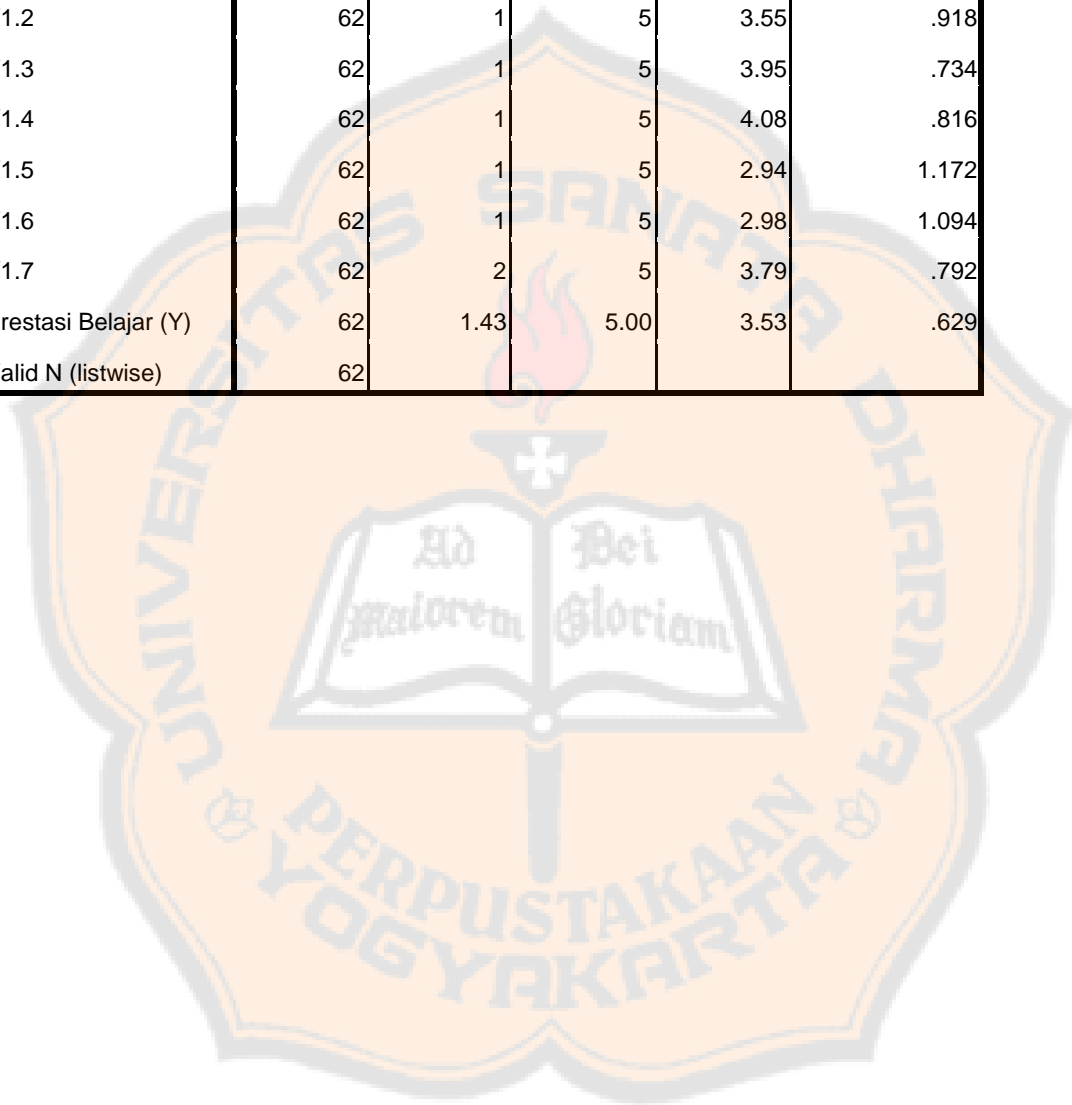 1.2 62 1 5 3.55 .918
1.3 62 1 5 3.95 .734
1.4 62 1 5 4.08 .816
1.5 62 1 5 2.94 1.172
1.6 62 1 5 2.98 1.094
1.7 62 2 5 3.79 .792
restasi Belajar (Y) 62 1.43 5.00 3.53 .629
alid N (listwise) 62
UNIVERSITAS SANATA DHARMA
Ad Dei
Maiorem Gloriam
PERPUSTAKAAN
YOGYAKARTA